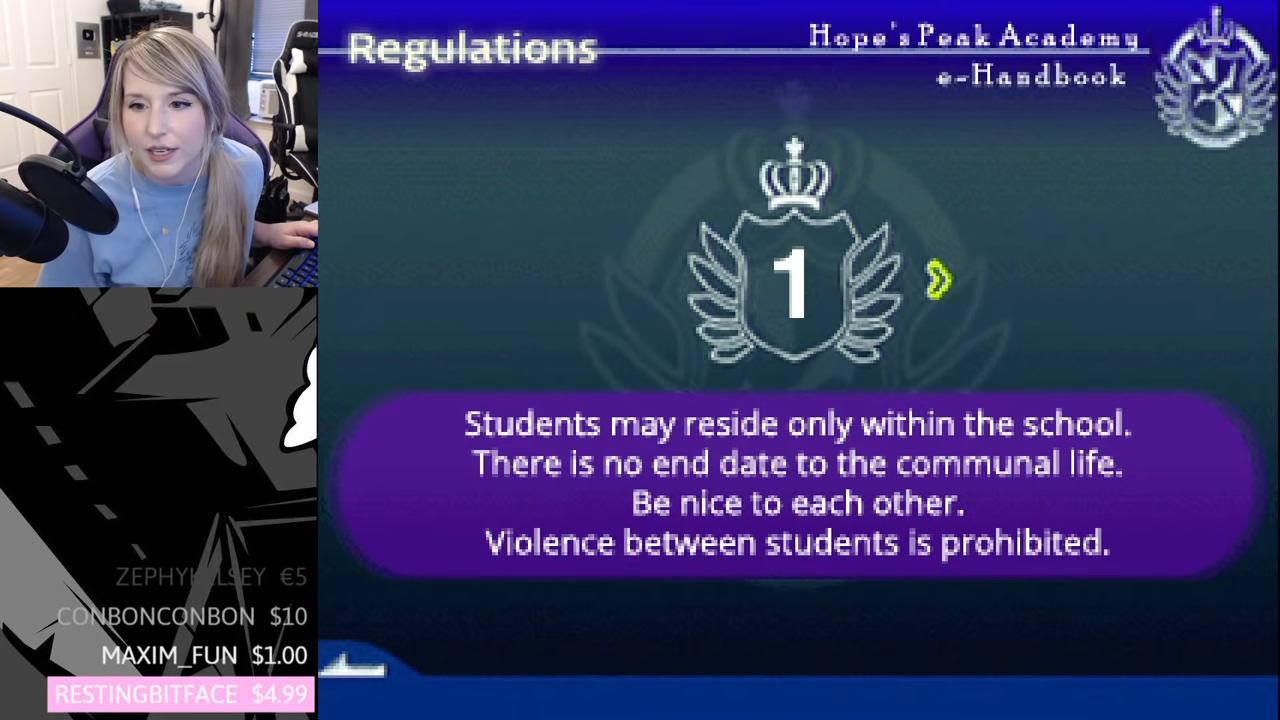 Regulations
Hope's Peak Academy
e-Handbook
1
Students may reside only within the school.
There is no end date to the communal life.
Be nice to each other.
Violence between students is prohibited.
€5
CONBONCONBON $10
MAXIM_FUN $1.00
RESTINGBITFACE $4.99